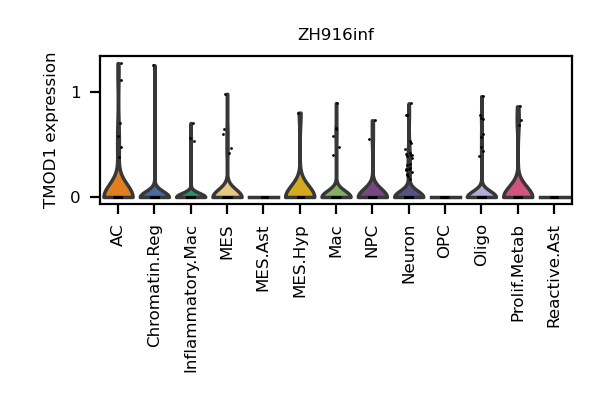 ZH916inf
TMOD1 expression
1
0
AC
Chromatin.Reg
Inflammatory.Mac
MES
MES.Ast
MES.Hyp
Mac
NPC
Neuron
OPC
Oligo
Prolif.Metab
Reactive.Ast